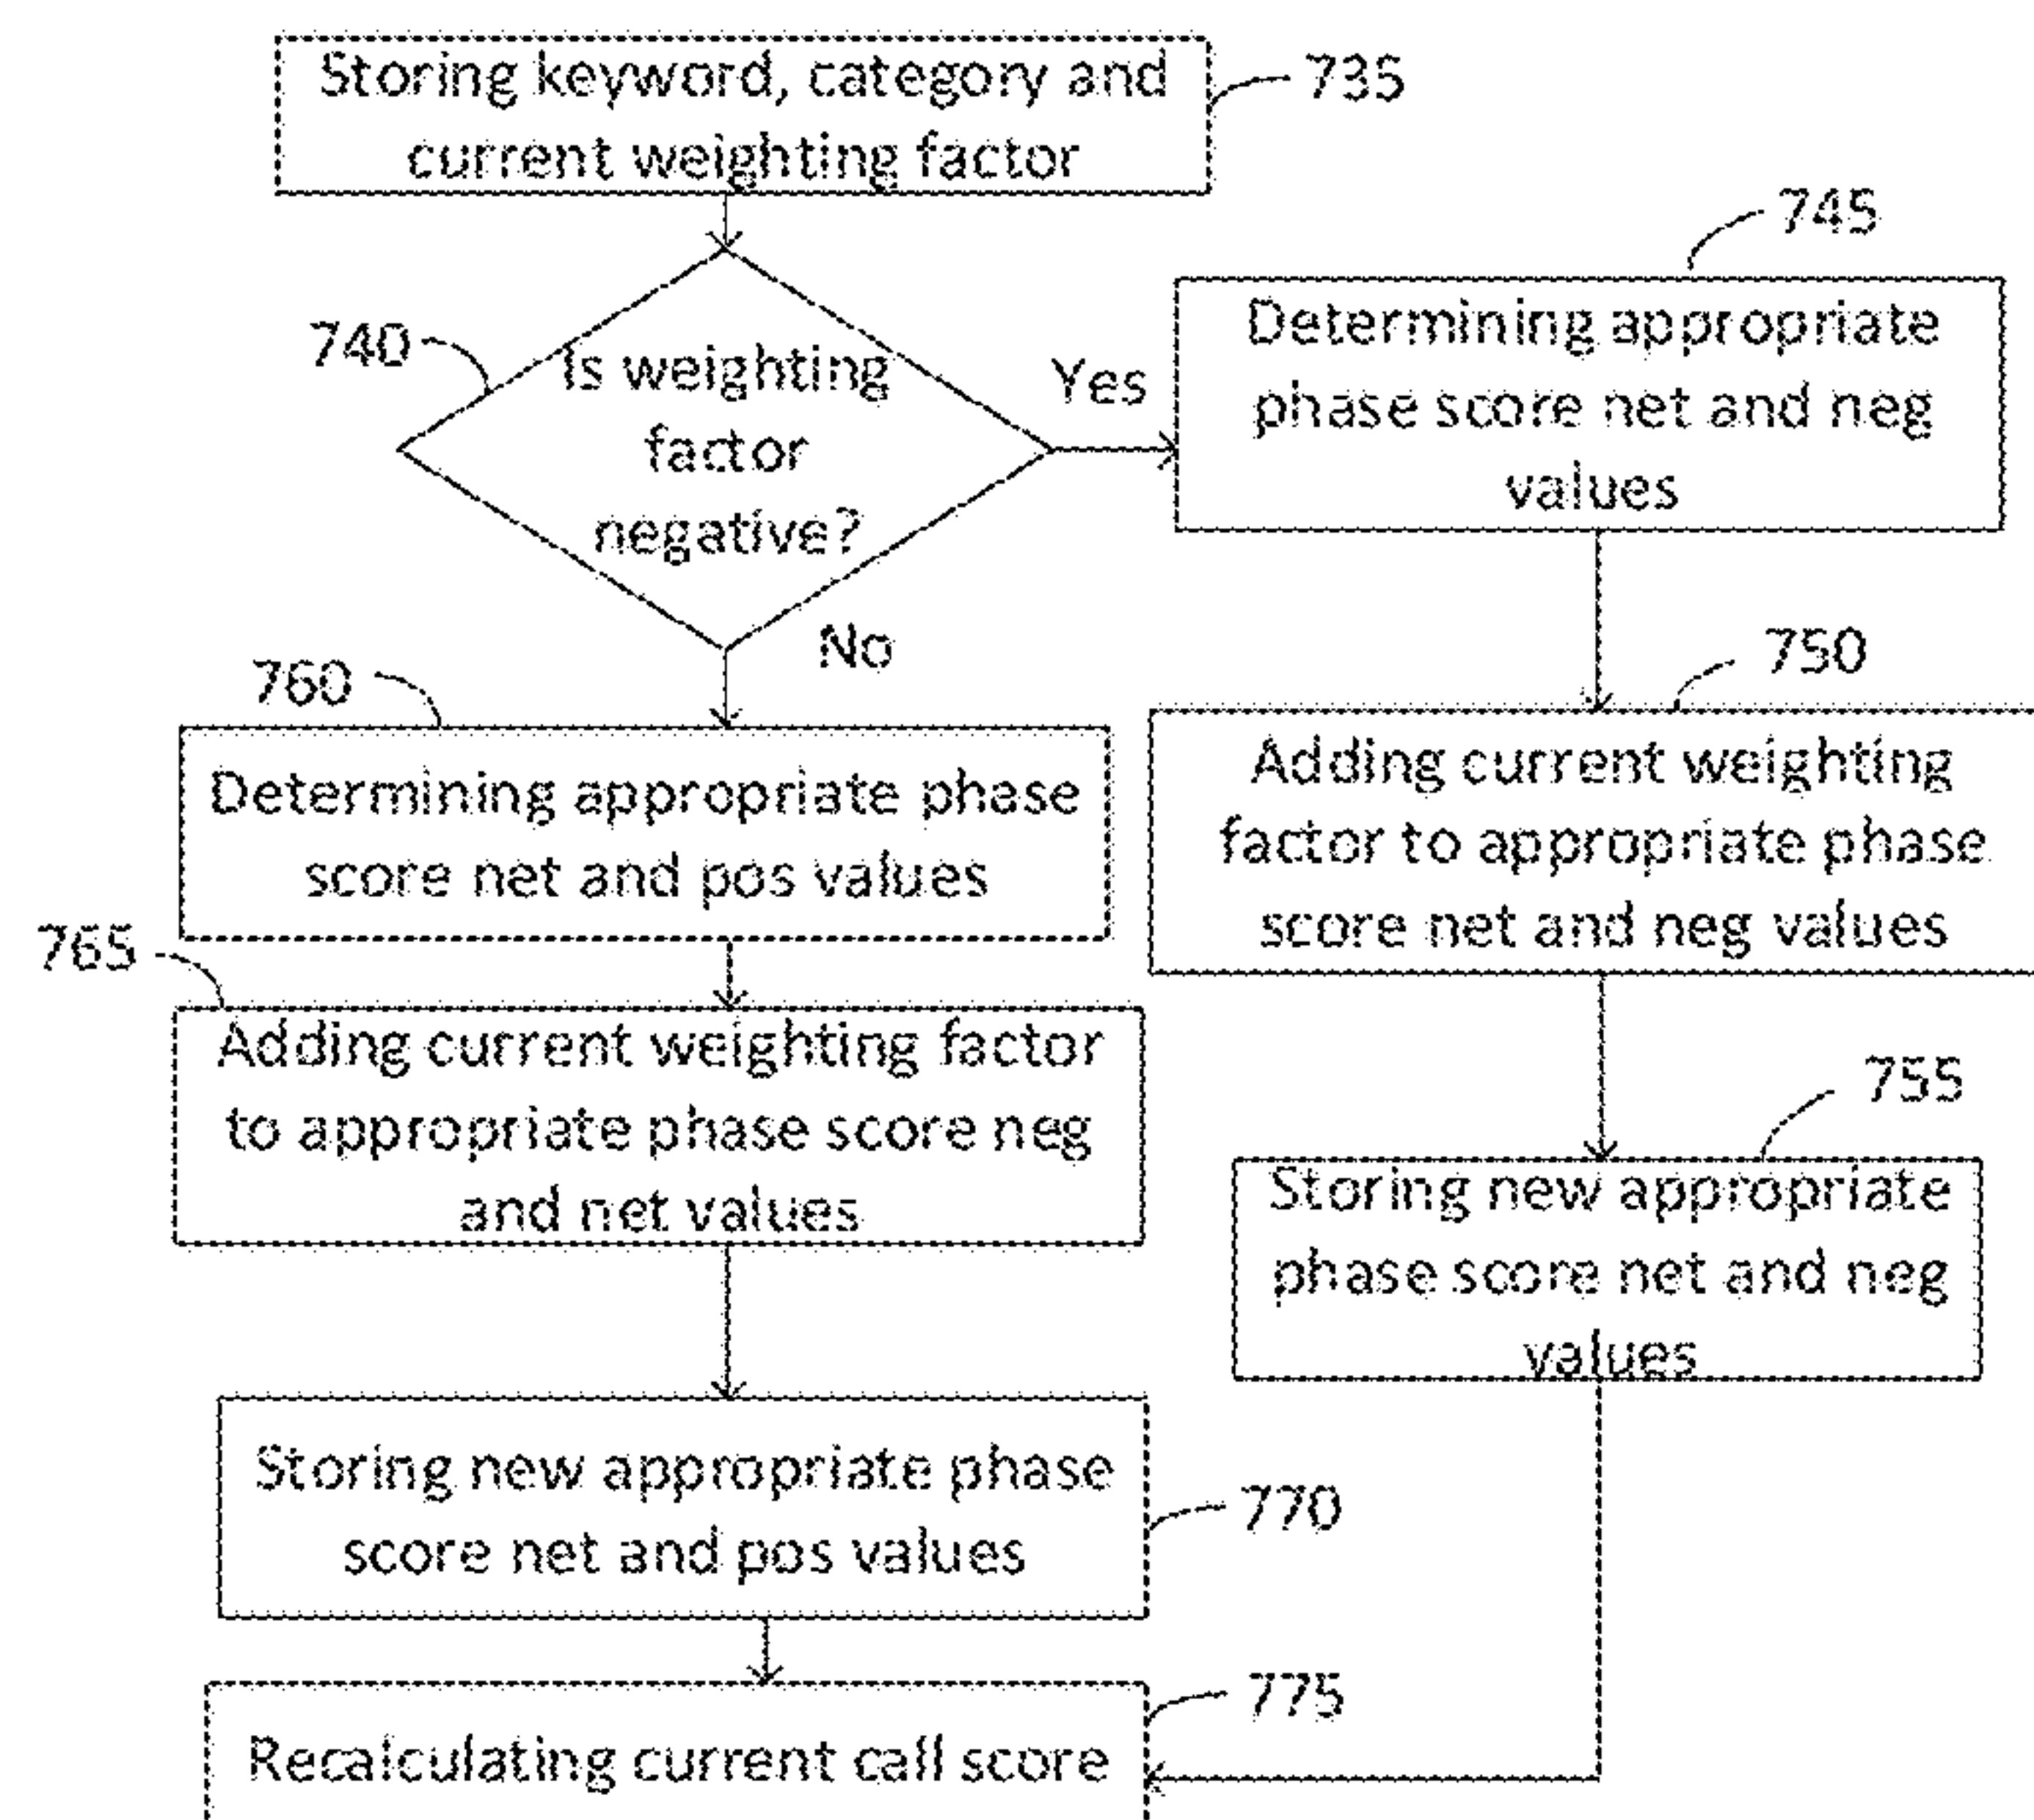 Storing keyword, category and
current weighting factor
735
740
Is weighting
factor
negative?
Yes
No
745
Determining appropriate
phase score net and neg
values
750
Adding current weighting
factor to appropriate phase
score net and neg values
755
Storing new appropriate
phase score net and neg
values
760
Determining appropriate phase
score net and pos values
765
Adding current weighting factor
to appropriate phase score neg
and net values
Storing new appropriate phase
score net and pos values
770
775
Recalculating current call score